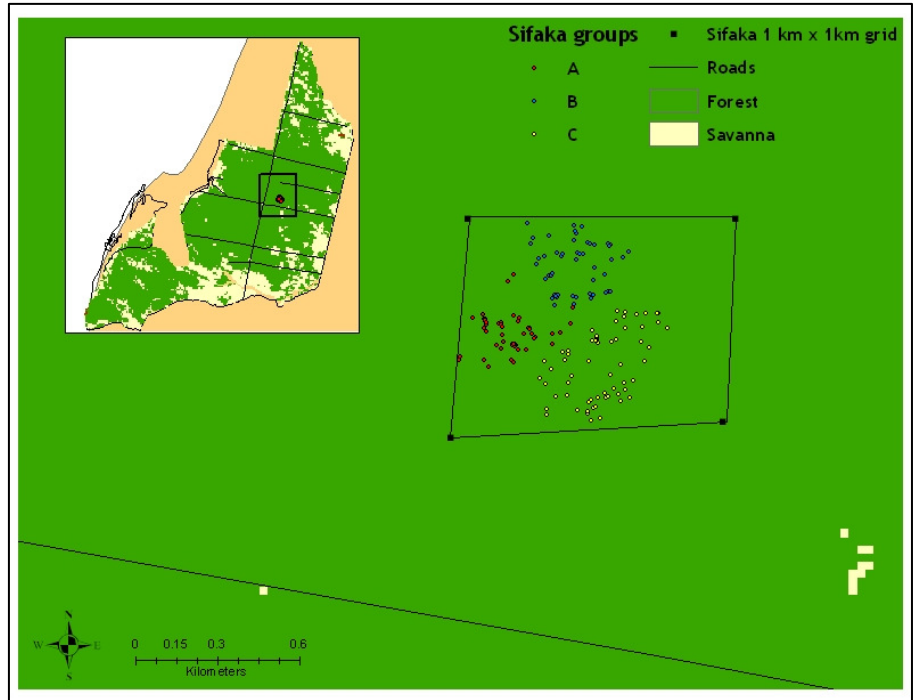 Sifaka groups
A
B
C
Sifaka 1 km x 1km grid
Roads
Forest
Savanna
N
W E
S
0 0.15 0.3 0.6
Kilometers